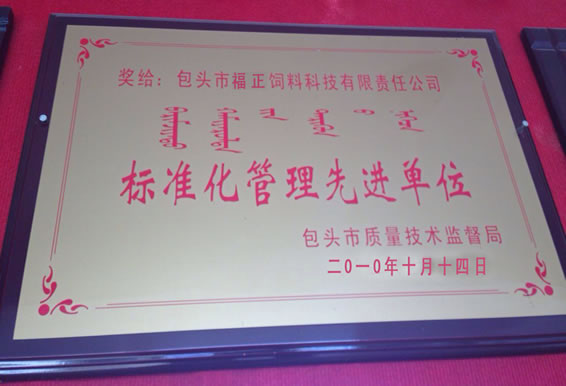 奖给：包头市福正饲料科技有限责任公司
标准化管理先进单位
包头市质量技术监督局
二0一0年十月十四日